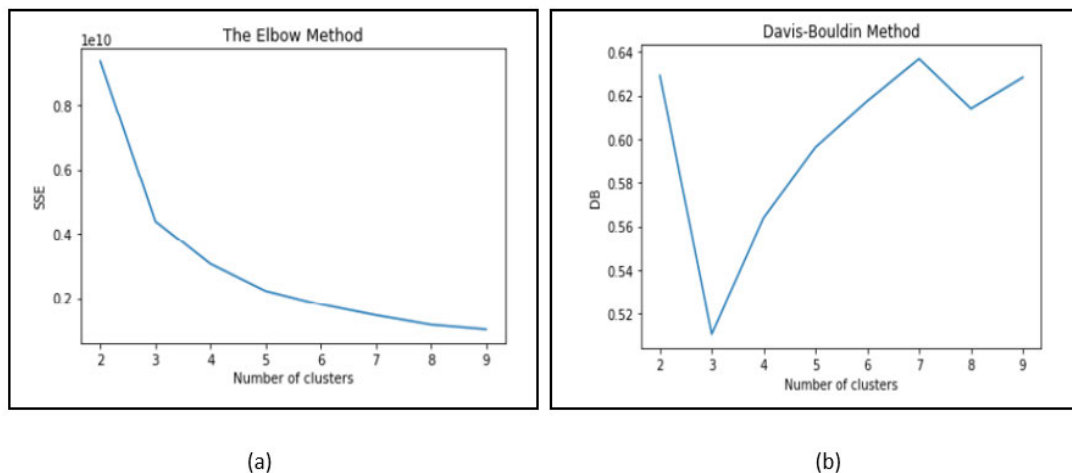 The Elbow Method
1e10
0.8
0.6
0.4
0.2
SSE
2 3 4 5 6 7 8 9
Number of clusters
(a)
Davis-Bouldin Method
0.64
0.62
0.60
0.58
0.56
0.54
0.52
DB
2 3 4 5 6 7 8 9
Number of clusters
(b)